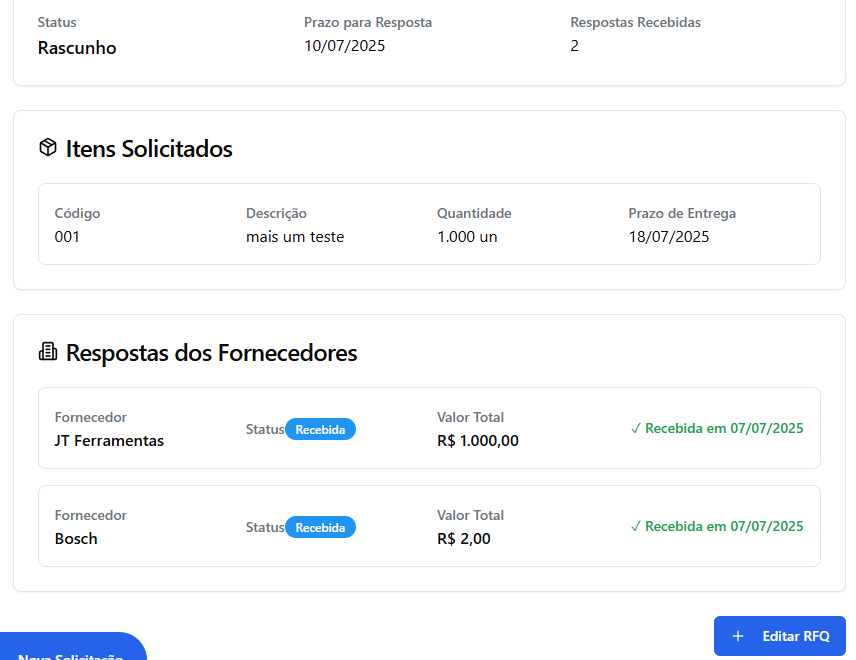 Status
Rascunho
Prazo para Resposta
10/07/2025
Respostas Recebidas
2
Itens Solicitados
Código
001
Descrição
mais um teste
Quantidade
1.000 un
Prazo de Entrega
18/07/2025
Respostas dos Fornecedores
Fornecedor
JT Ferramentas
Status Recebida
Valor Total
R$ 1.000,00
✓ Recebida em 07/07/2025
Fornecedor
Bosch
Status Recebida
Valor Total
R$ 2,00
✓ Recebida em 07/07/2025
+ Editar RFQ
Nova Solicitação